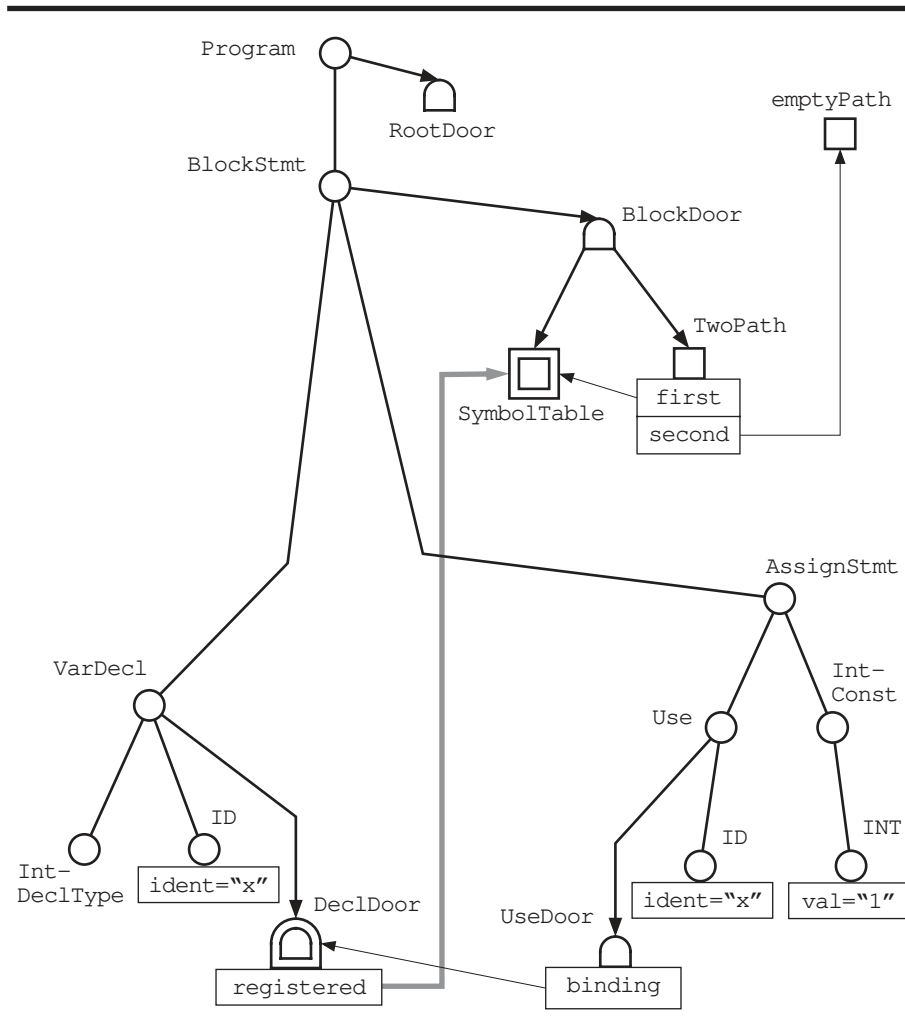 Program
RootDoor
emptyPath
BlockStmt
BlockDoor
TwoPath
first
SymbolTable
second
AssignStmt
VarDecl
Int-
Const
Use
ID
INT
ID
Int-
DeclType
ident=“x”
ident=“x”
val=“1”
DeclDoor
UseDoor
registered
binding